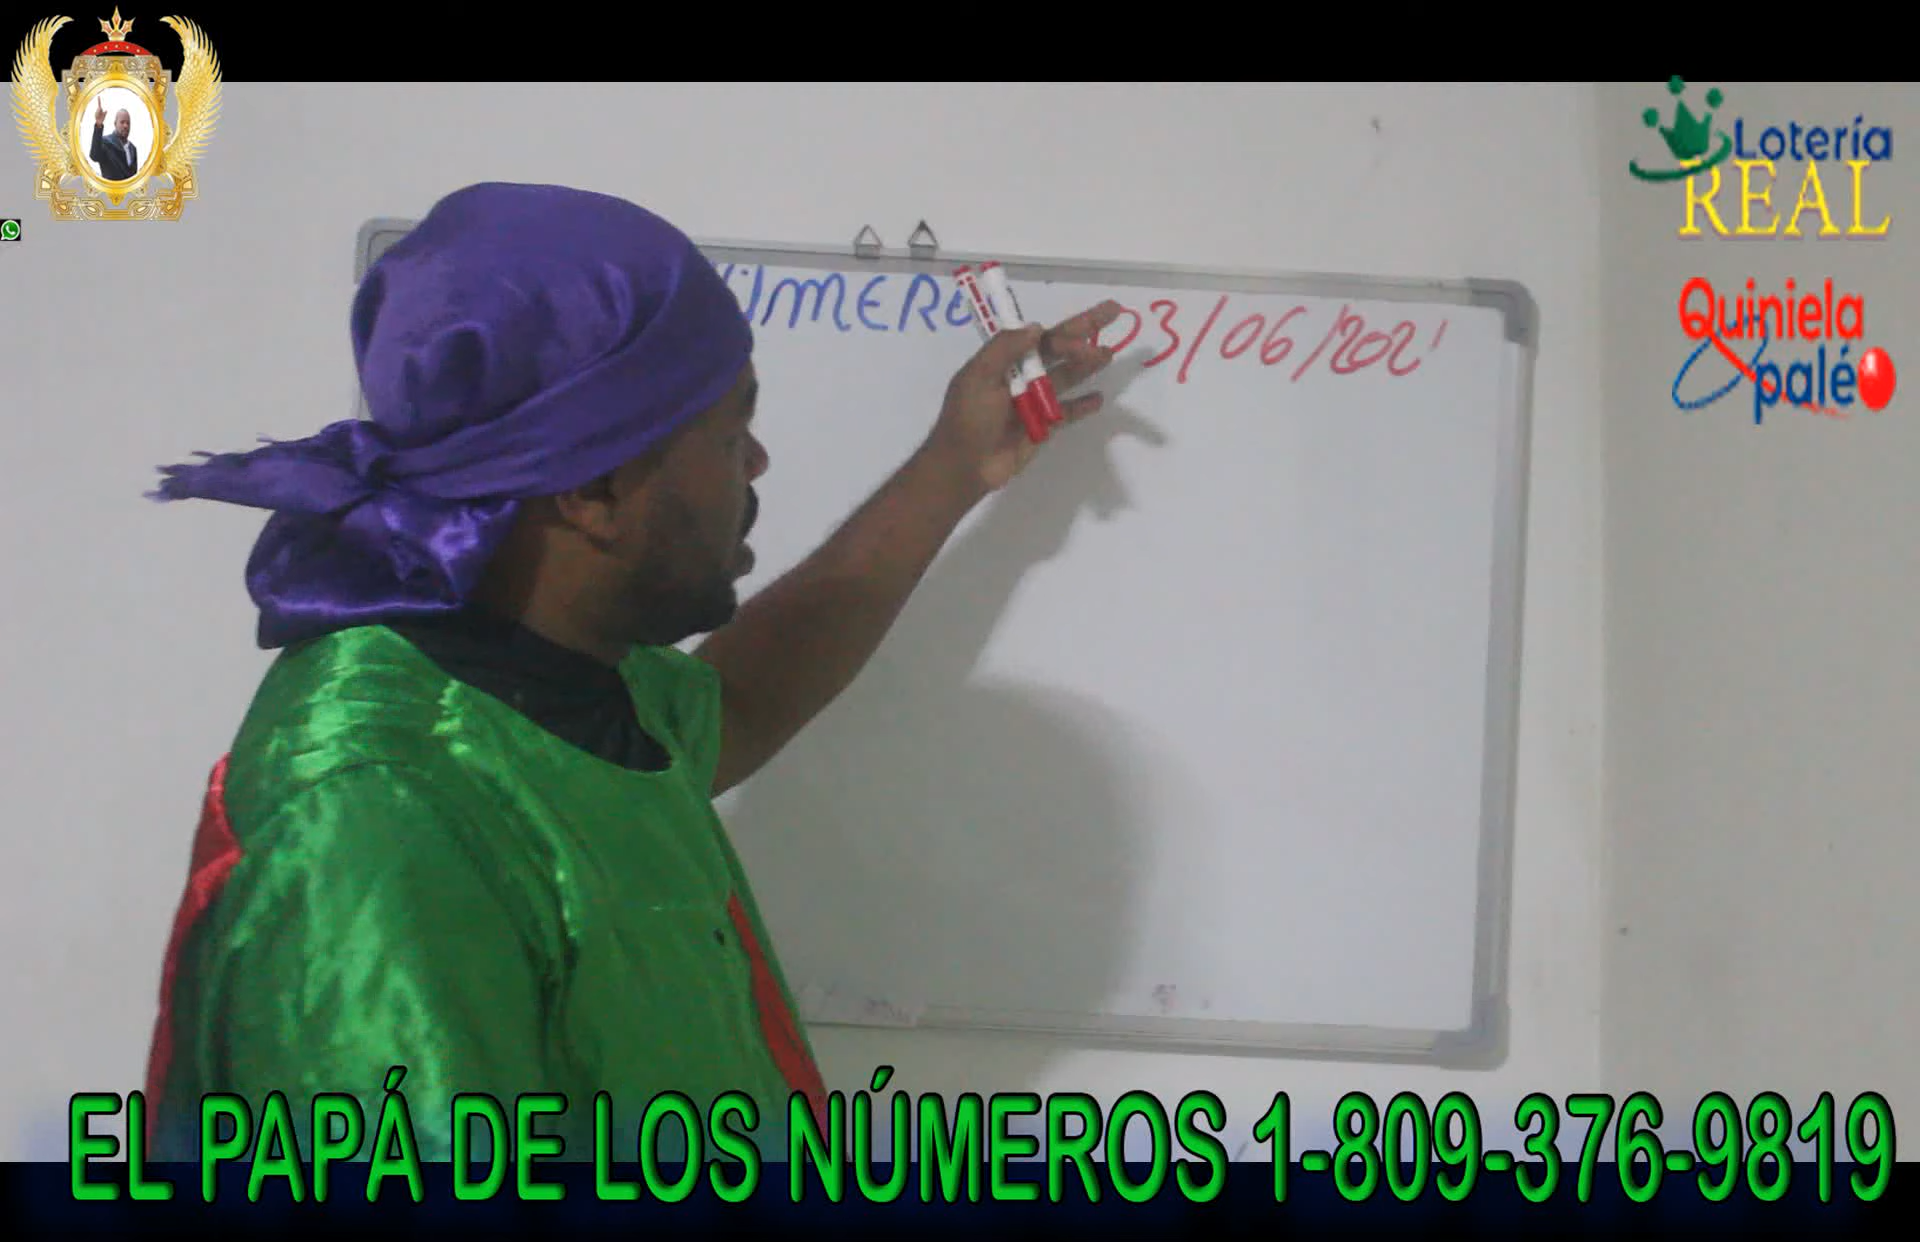 Lotería
REAL
Quiniela
palé
03/06/2021
EL PAPÁ DE LOS NÚMEROS 1-809-376-9819